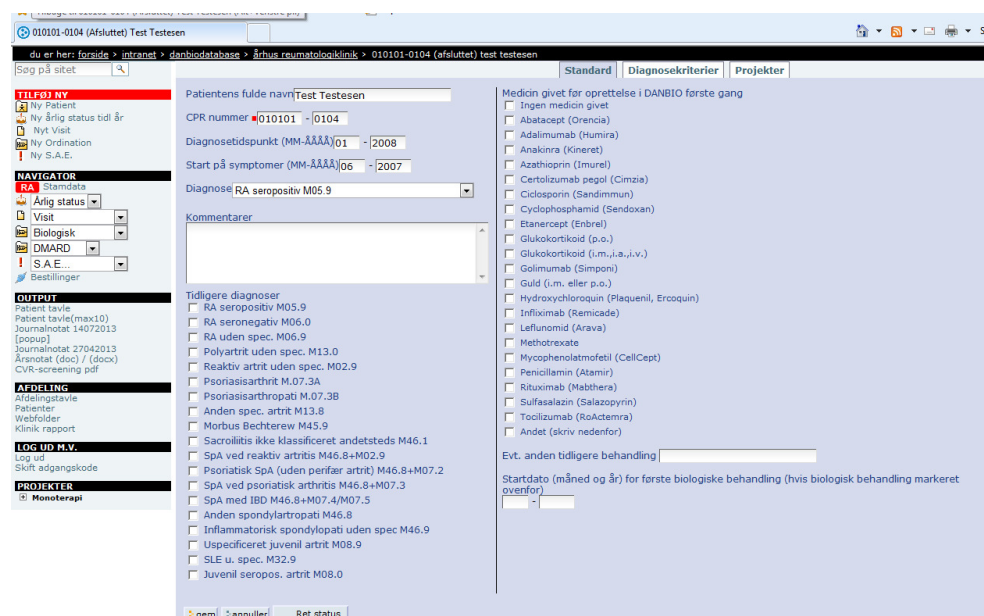 010101-0104 (Afsluttet) Test Testesen
du er her: forside > intranet > danbiodatabase > århus reumatologiklinik > 010101-0104 (afsluttet) test testesen
Søg på sitet
Standard
Diagnosekriterier
Projekter
TILFØJ NY
Ny Patient
Ny årlig status tidl år
Nyt Visit
Ny Ordination
Ny S.A.E.
NAVIGATOR
RA Stamdata
Årlig status
Visit
Biologisk
DMARD
S.A.E...
Bestillinger
OUTPUT
Patient tavle
Patient tavle(max10)
Journalnotat 14072013
[popup]
Journalnotat 27042013
Årsnotat (doc) / (docx)
CVR-screening pdf
AFDELING
Afdelingstavle
Patienter
Webfolder
Klinik rapport
LOG UD M.V.
Log ud
Skift adgangskode
PROJEKTER
Monoterapi
Patientens fulde navn Test Testesen
CPR nummer 010101 - 0104
Diagnosetidspunkt (MM-ÅÅÅÅ) 01 - 2008
Start på symptomer (MM-ÅÅÅÅ) 06 - 2007
Diagnose RA seropositiv M05.9
Kommentarer
Tidligere diagnoser
RA seropositiv M05.9
RA seronegativ M06.0
RA uden spec. M06.9
Polyartrit uden spec. M13.0
Reaktiv artrit uden spec. M02.9
Psoriasisarthrit M.07.3A
Psoriasisarthropati M.07.3B
Anden spec. artrit M13.8
Morbus Bechterew M45.9
Sacroiliitis ikke klassificeret andetsteds M46.1
SpA ved reaktiv artritis M46.8+M02.9
Psoriatisk SpA (uden perifær artrit) M46.8+M07.2
SpA ved psoriatisk arthritis M46.8+M07.3
SpA med IBD M46.8+M07.4/M07.5
Anden spondylartropati M46.8
Inflammatorisk spondylopati uden spec M46.9
Uspecificeret juvenil artrit M08.9
SLE u. spec. M32.9
Juvenil seropos. artrit M08.0
gem
annuller
Ret status
Medicin givet før oprettelse i DANBIO første gang
Ingen medicin givet
Abatacept (Orencia)
Adalimumab (Humira)
Anakinra (Kineret)
Azathioprin (Imurel)
Certolizumab pegol (Cimzia)
Ciclosporin (Sandimmun)
Cyclophosphamid (Sendoxan)
Etanercept (Enbrel)
Glukokortikoid (p.o.)
Glukokortikoid (i.m.,i.a.,i.v.)
Golimumab (Simponi)
Guld (i.m. eller p.o.)
Hydroxychloroquin (Plaquenil, Ercoquin)
Infliximab (Remicade)
Leflunomid (Arava)
Methotrexate
Mycophenolatmofetil (CellCept)
Penicillamin (Atamir)
Rituximab (Mabthera)
Sulfasalazin (Salazopyrin)
Tocilizumab (RoActemra)
Andet (skriv nedenfor)
Evt. anden tidligere behandling
Startdato (måned og år) for første biologiske behandling (hvis biologisk behandling markeret
ovenfor)
-